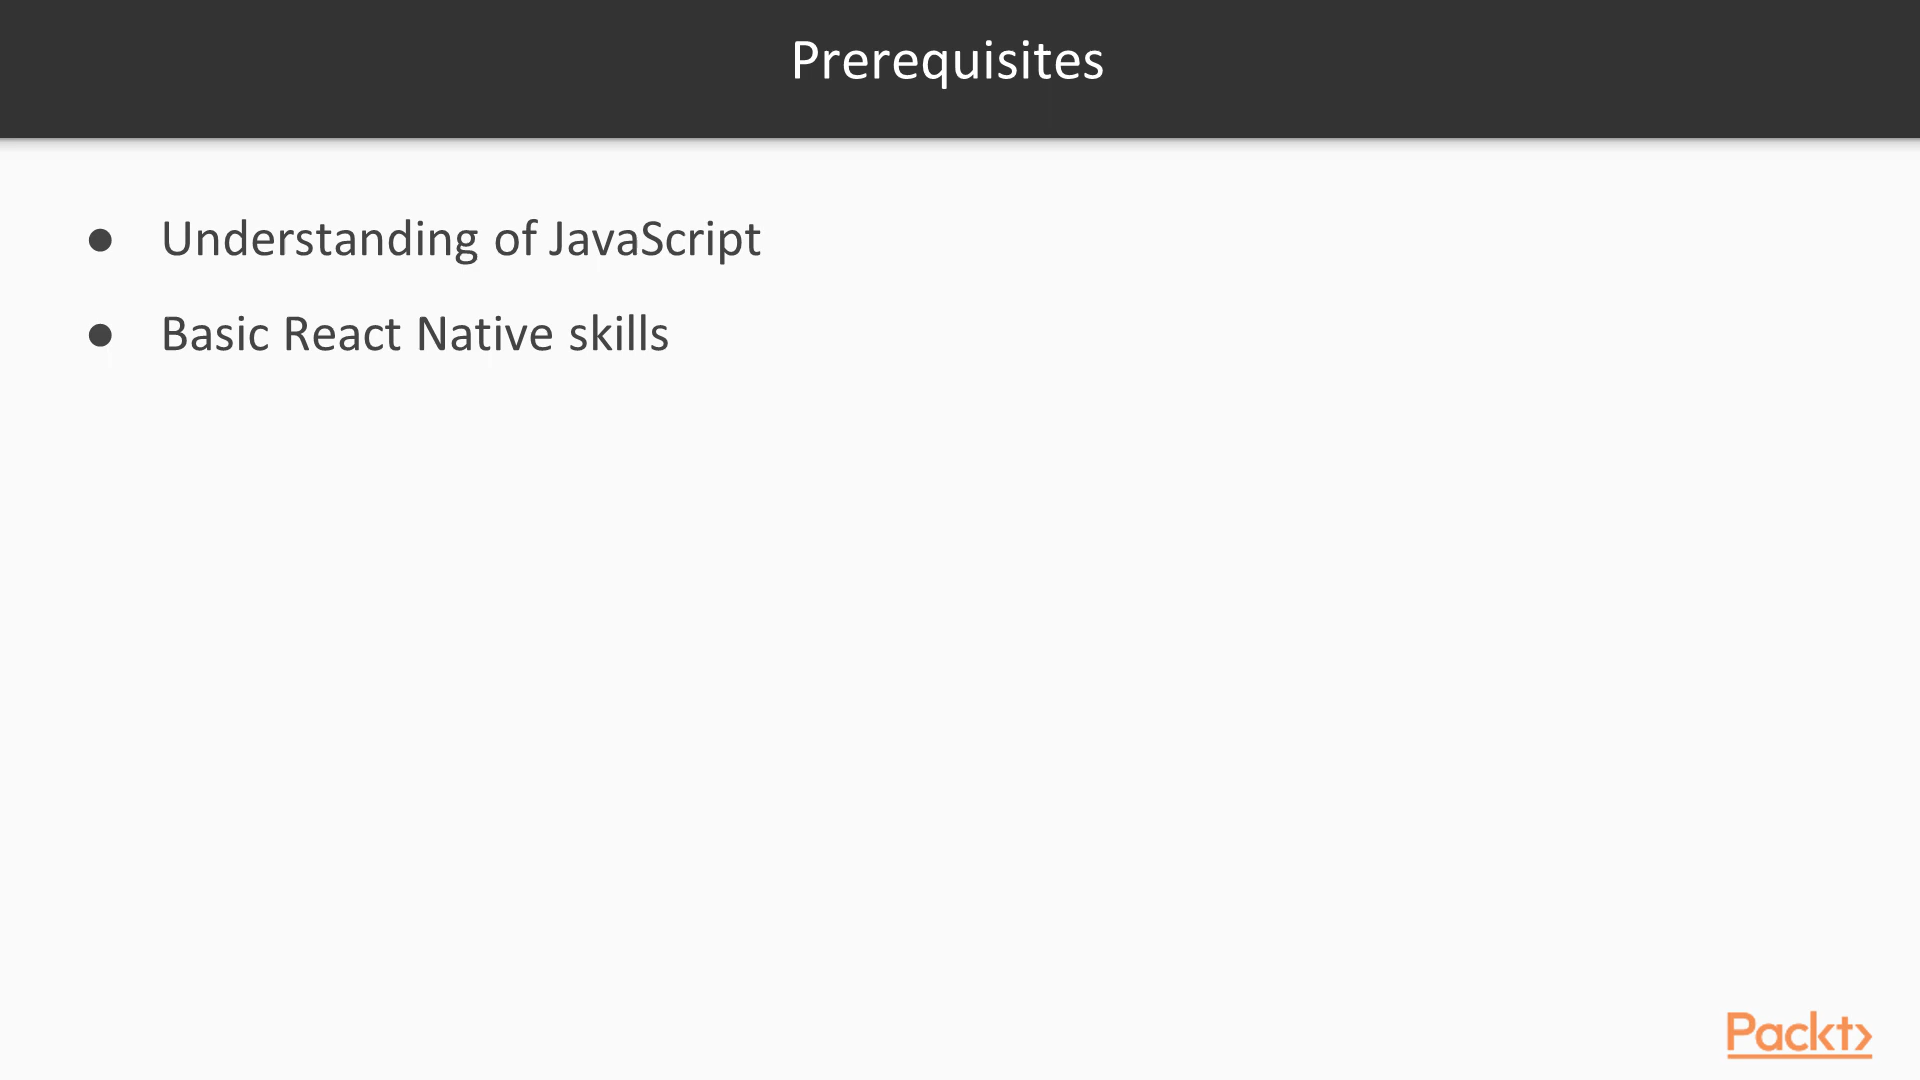 Prerequisites
● Understanding of JavaScript
● Basic React Native skills
Packt>